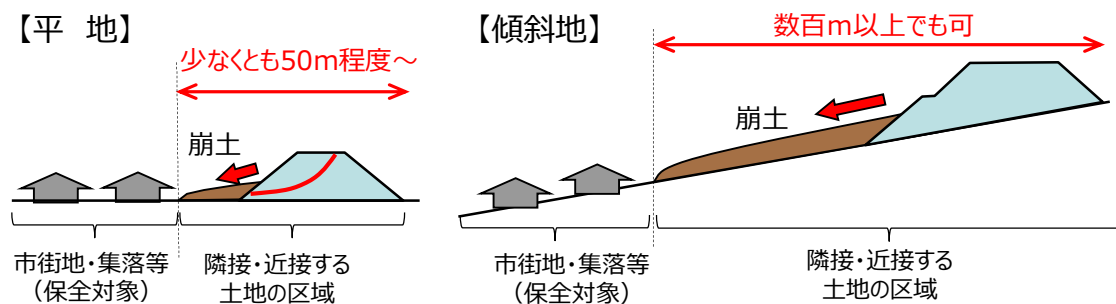 【平　地】
少なくとも50m程度～
崩土
市街地・集落等
（保全対象）
隣接・近接する
土地の区域
【傾斜地】
数百m以上でも可
崩土
市街地・集落等
（保全対象）
隣接・近接する
土地の区域